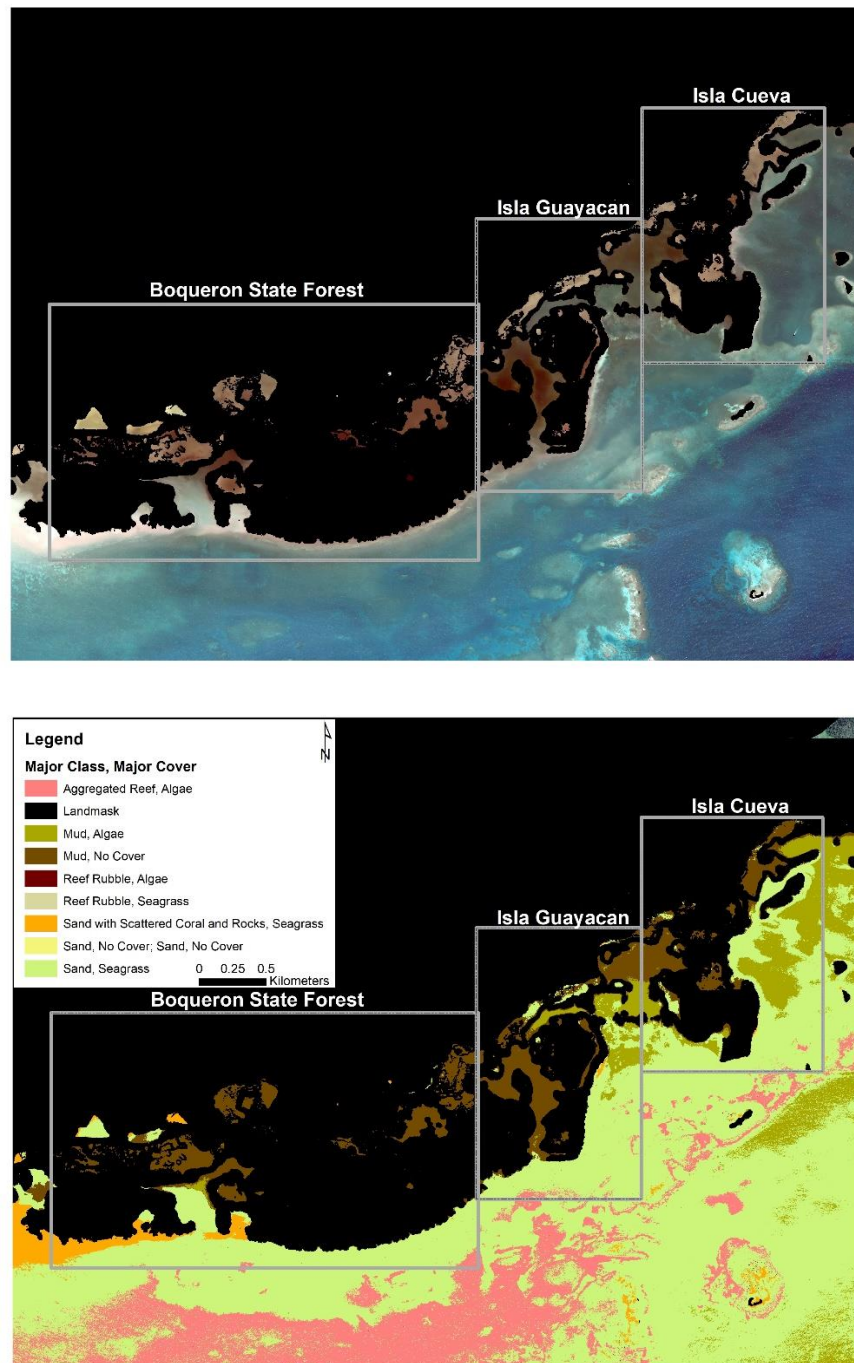 Isla Cueva
Isla Guayacan
Boqueron State Forest
Legend
N
Major Class, Major Cover
Aggregated Reef, Algae
Landmask
Mud, Algae
Mud, No Cover
Reef Rubble, Algae
Reef Rubble, Seagrass
Sand with Scattered Coral and Rocks, Seagrass
Sand, No Cover; Sand, No Cover
Sand, Seagrass
0 0.25 0.5
Kilometers
Isla Cueva
Isla Guayacan
Boqueron State Forest